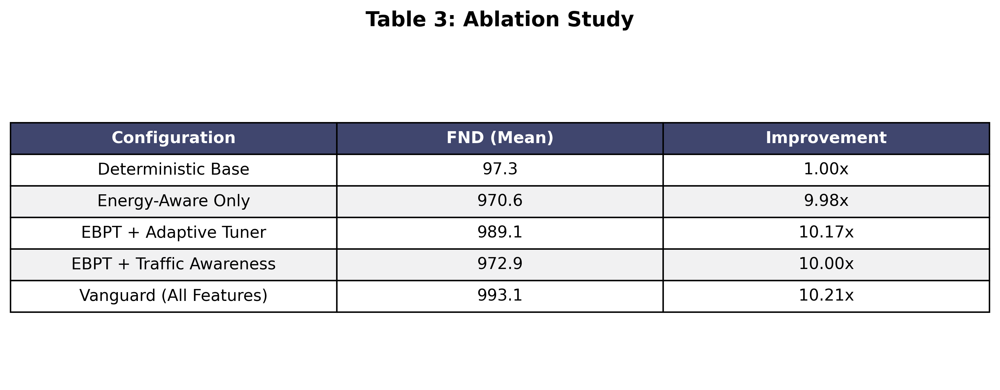 Table 3: Ablation Study
Configuration FND (Mean) Improvement
Deterministic Base 97.3 1.00x
Energy-Aware Only 970.6 9.98x
EBPT + Adaptive Tuner 989.1 10.17x
EBPT + Traffic Awareness 972.9 10.00x
Vanguard (All Features) 993.1 10.21x